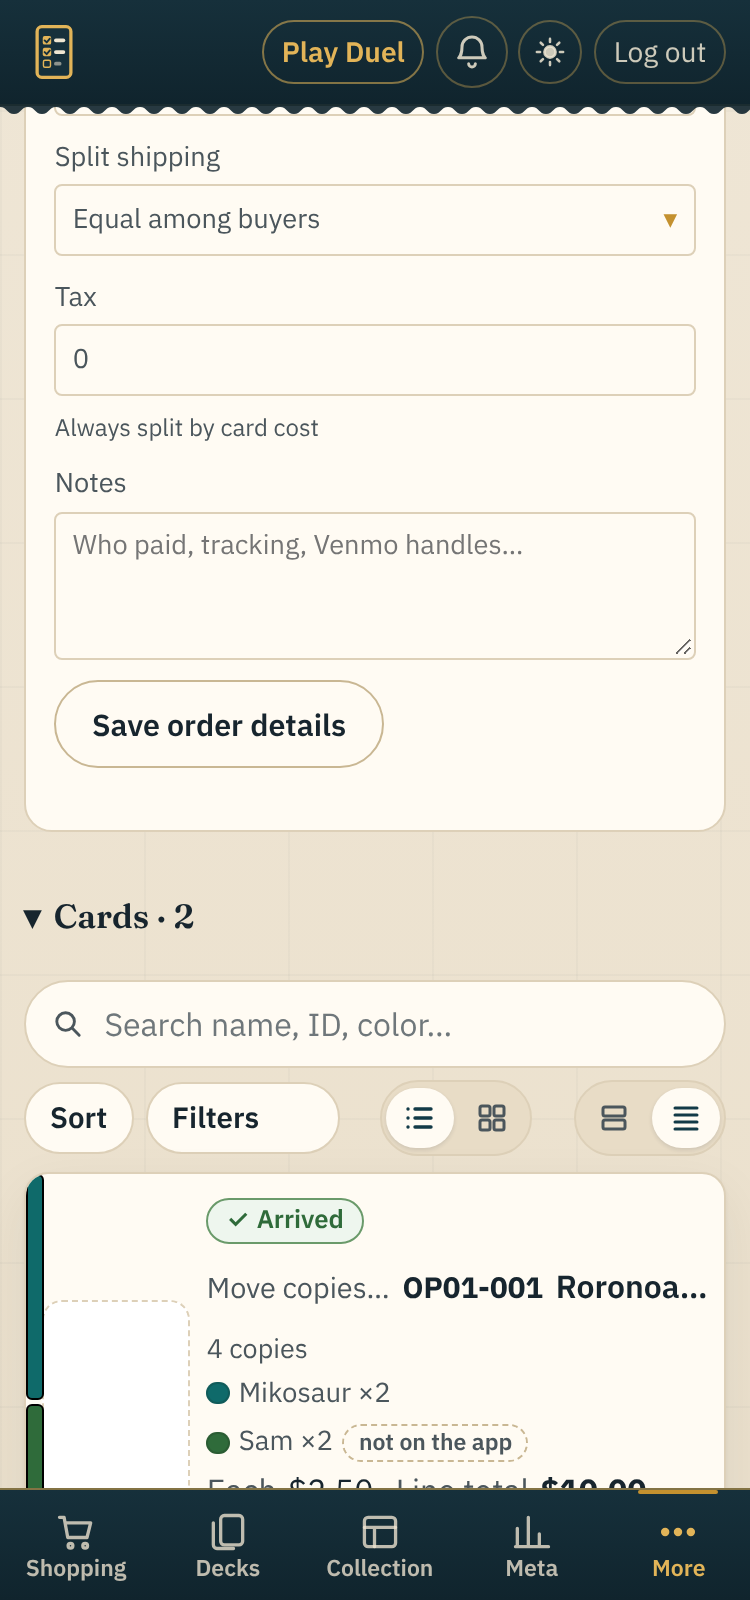 Play Duel
Log out
Split shipping
Equal among buyers
Tax
0
Always split by card cost
Notes
Who paid, tracking, Venmo handles...
Save order details
Cards · 2
Search name, ID, color...
Sort
Filters
Arrived
Move copies... OP01-001 Roronoa...
4 copies
Mikosaur ×2
Sam ×2 not on the app
Shopping
Decks
Collection
Meta
More